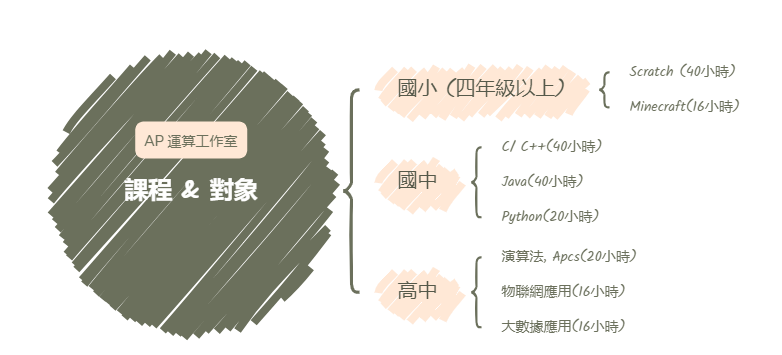 AP 運算工作室
課程 & 對象
國小 (四年級以上)
Scratch (40小時)
Minecraft(16小時)
國中
C/ C++(40小時)
Java(40小時)
Python(20小時)
高中
演算法, Apcs(20小時)
物聯網應用(16小時)
大數據應用(16小時)